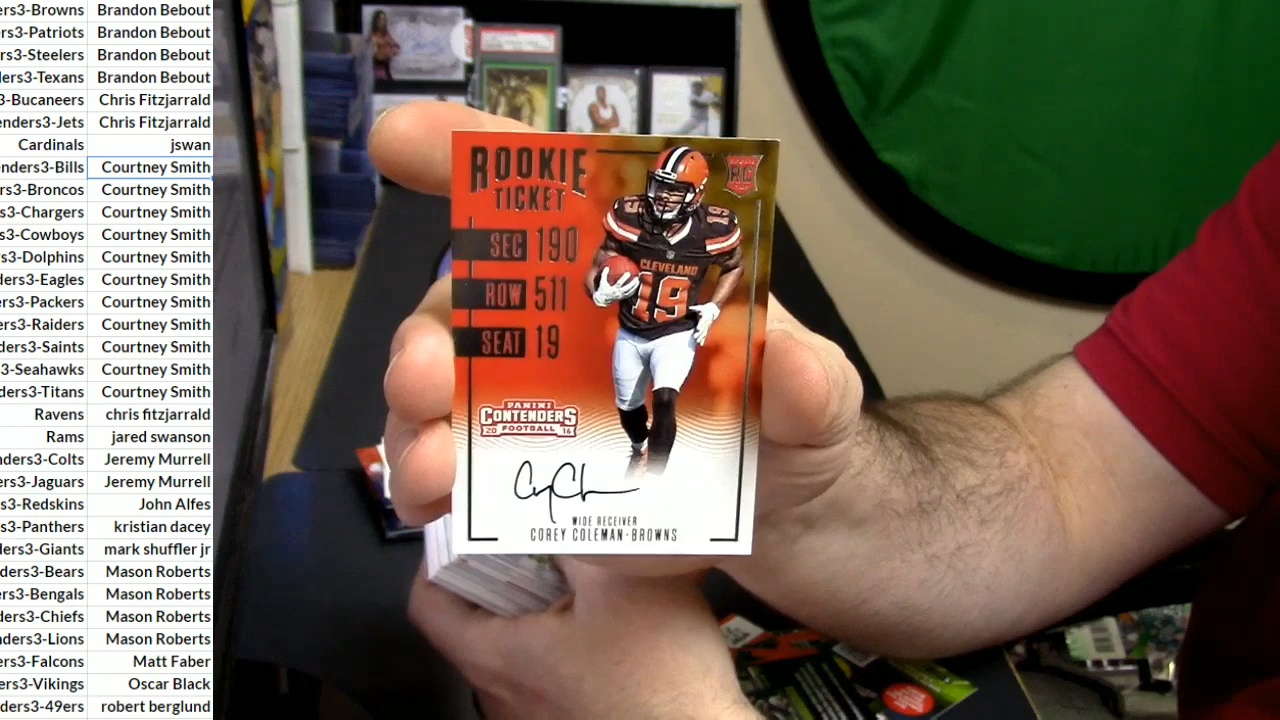 ers3-Browns Brandon Bebout
ers3-Patriots Brandon Bebout
rs3-Steelers Brandon Bebout
ders3-Texans Brandon Bebout
3-Bucaneers Chris Fitzjarrald
enders3-Jets Chris Fitzjarrald
Cardinals jswan
enders3-Bills Courtney Smith
rs3-Broncos Courtney Smith
s3-Chargers Courtney Smith
s3-Cowboys Courtney Smith
rs3-Dolphins Courtney Smith
ders3-Eagles Courtney Smith
rs3-Packers Courtney Smith
ers3-Raiders Courtney Smith
ders3-Saints Courtney Smith
3-Seahawks Courtney Smith
ders3-Titans Courtney Smith
Ravens chris fitzjarrald
Rams jared swanson
nders3-Colts Jeremy Murrell
ers3-Jaguars Jeremy Murrell
s3-Redskins John Alfes
rs3-Panthers kristian dacey
ders3-Giants mark shuffler jr
ders3-Bears Mason Roberts
rs3-Bengals Mason Roberts
ders3-Chiefs Mason Roberts
nders3-Lions Mason Roberts
ers3-Falcons Matt Faber
ers3-Vikings Oscar Black
nders3-49ers robert berglund
ROOKIE
TICKET
RC
SEC 190
ROW 511
SEAT 19
19
CLEVELAND
19
PANINI
CONTENDERS
2016 FOOTBALL
WIDE RECEIVER
COREY COLEMAN-BROWNS